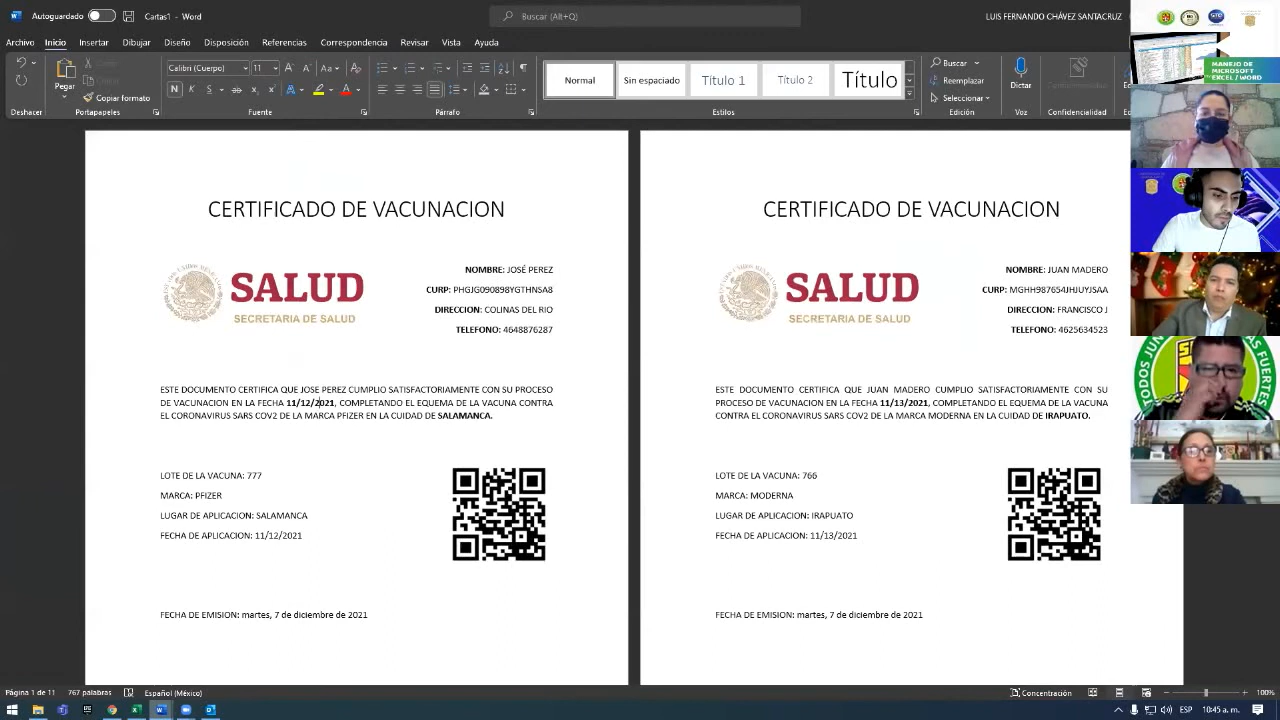 Autoguardado
Cartas1 - Word
Buscar (Alt+Q)
LUIS FERNANDO CHÁVEZ SANTACRUZ
Archivo Inicio Insertar Dibujar Diseño Disposición Referencias Correspondencia Revisar Vista Ayuda
Pegar
Cortar
Copiar
Copiar formato
Calibri (Cuerpo) 11
Normal
Sin espaciado
Título 1
Título 2
Título
Buscar
Reemplazar
Seleccionar
Dictar
Confidencialidad
Deshacer Portapapeles Fuente Párrafo Estilos Edición Voz Confidencialidad
MANEJO DE
MICROSOFT
EXCEL / WORD
CERTIFICADO DE VACUNACION
SALUD
SECRETARIA DE SALUD
NOMBRE: JOSÉ PEREZ
CURP: PHGJG090898YGTHNSA8
DIRECCION: COLINAS DEL RIO
TELEFONO: 4648876287
ESTE DOCUMENTO CERTIFICA QUE JOSE PEREZ CUMPLIO SATISFACTORIAMENTE CON SU PROCESO
DE VACUNACION EN LA FECHA 11/12/2021, COMPLETANDO EL EQUEMA DE LA VACUNA CONTRA
EL CORONAVIRUS SARS COV2 DE LA MARCA PFIZER EN LA CUIDAD DE SALAMANCA.
LOTE DE LA VACUNA: 777
MARCA: PFIZER
LUGAR DE APLICACION: SALAMANCA
FECHA DE APLICACION: 11/12/2021
FECHA DE EMISION: martes, 7 de diciembre de 2021
CERTIFICADO DE VACUNACION
SALUD
SECRETARIA DE SALUD
NOMBRE: JUAN MADERO
CURP: MGHH987654JHJUYJSAA
DIRECCION: FRANCISCO J
TELEFONO: 4625634523
ESTE DOCUMENTO CERTIFICA QUE JUAN MADERO CUMPLIO SATISFACTORIAMENTE CON SU
PROCESO DE VACUNACION EN LA FECHA 11/13/2021, COMPLETANDO EL EQUEMA DE LA VACUNA
CONTRA EL CORONAVIRUS SARS COV2 DE LA MARCA MODERNA EN LA CUIDAD DE IRAPUATO.
LOTE DE LA VACUNA: 766
MARCA: MODERNA
LUGAR DE APLICACION: IRAPUATO
FECHA DE APLICACION: 11/13/2021
FECHA DE EMISION: martes, 7 de diciembre de 2021
Página 1 de 11 767 palabras Español (México)
Concentración 100%
ESP 10:45 a. m.